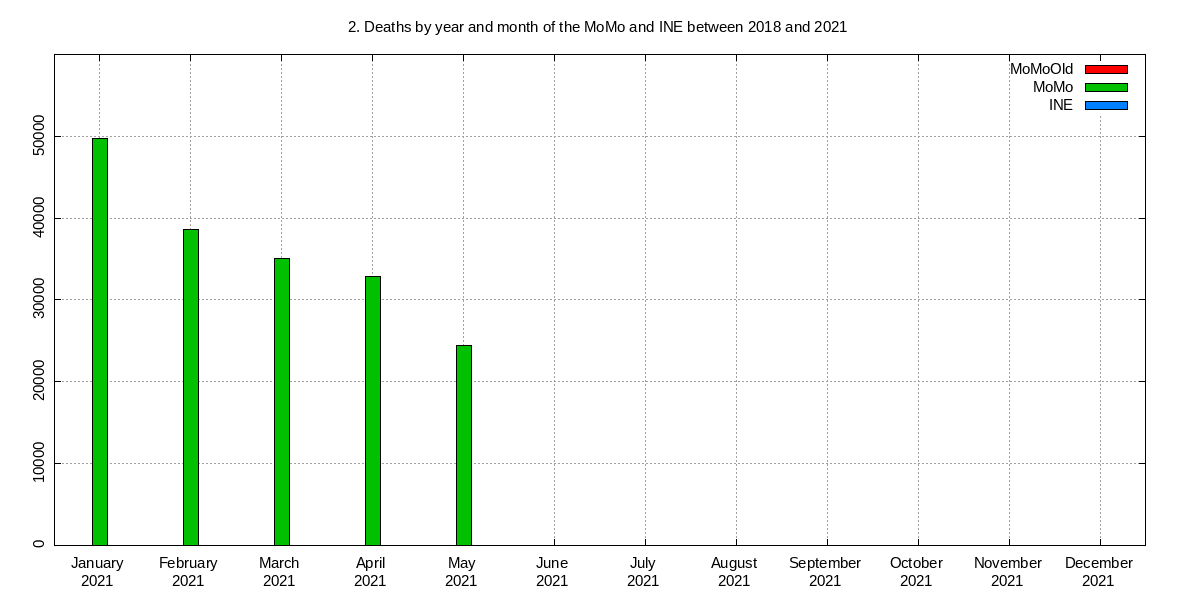 2. Deaths by year and month of the MoMo and INE between 2018 and 2021
MoMoOld
MoMo
INE
50000
40000
30000
20000
10000
0
January February March April May June July August September October November December
2021 2021 2021 2021 2021 2021 2021 2021 2021 2021 2021 2021